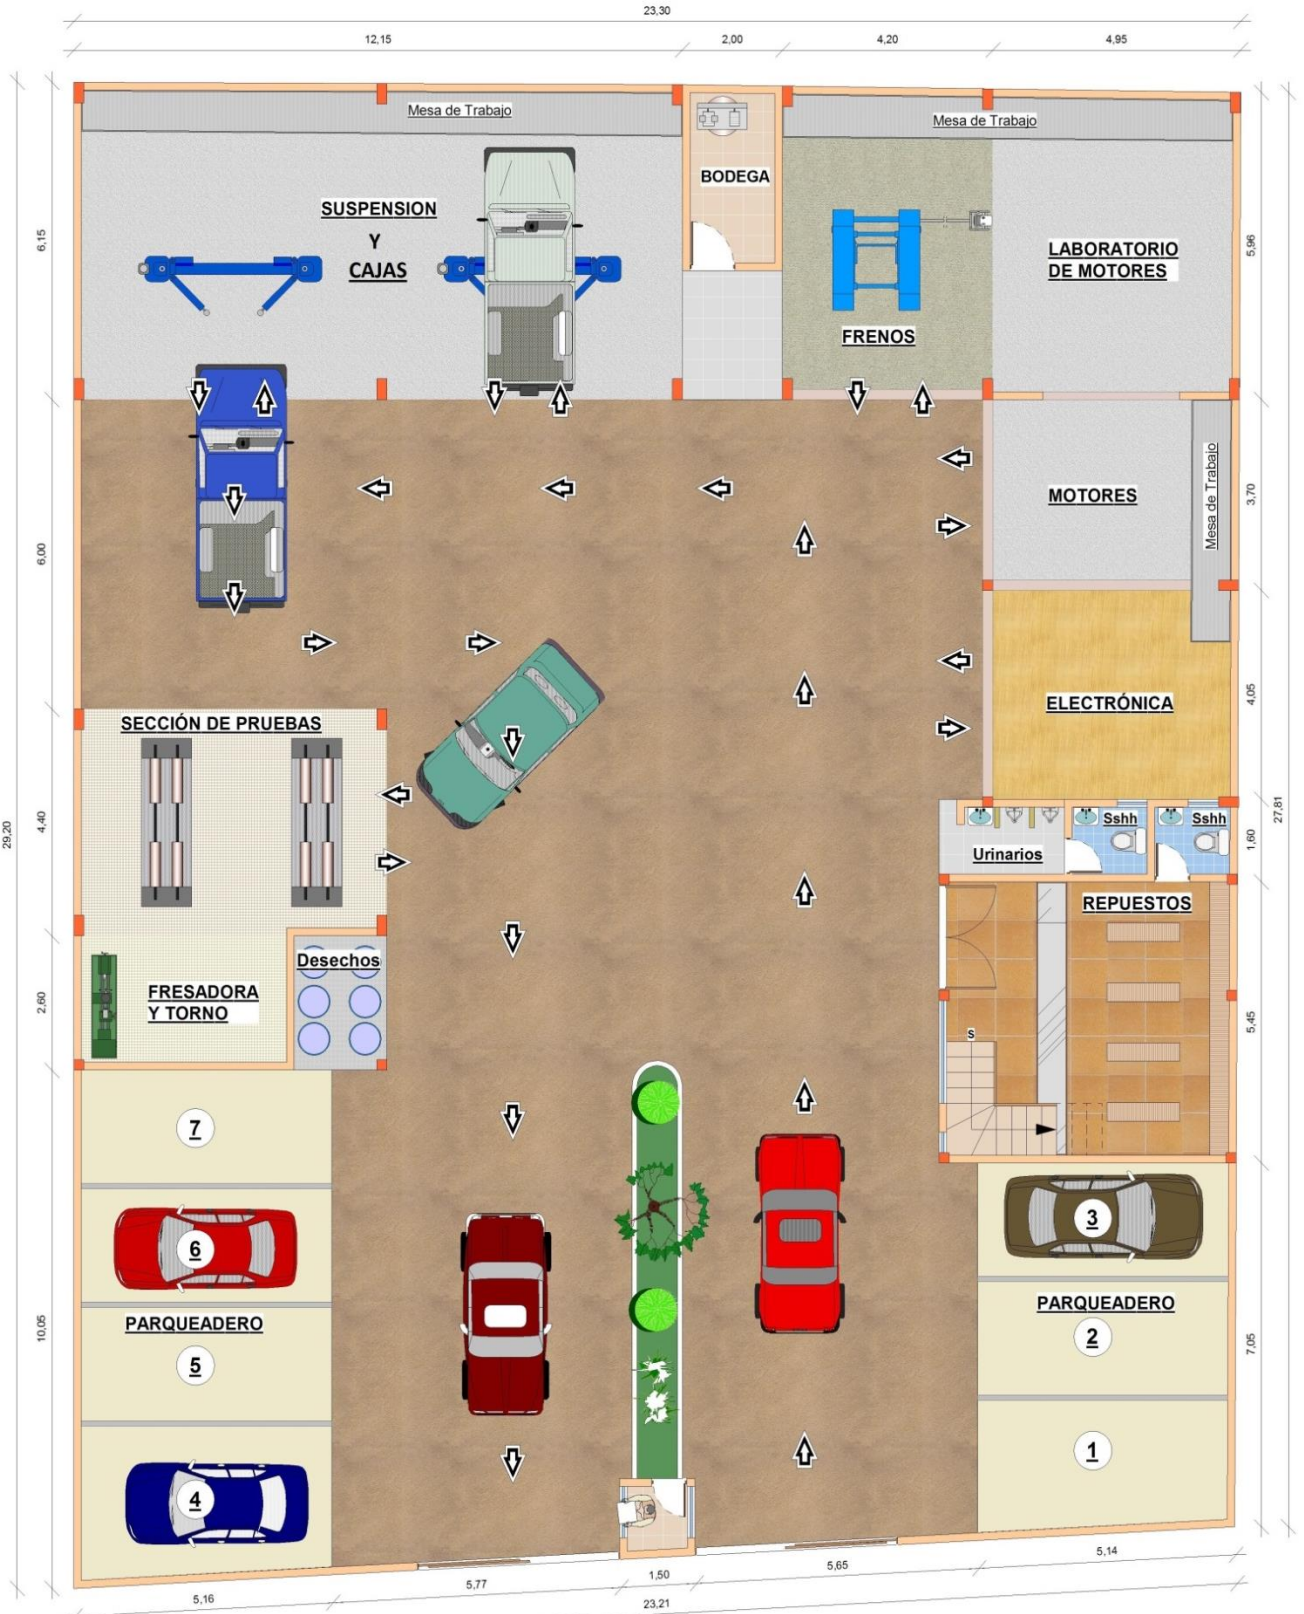 23,30
12,15
2,00
4,20
4,95
Mesa de Trabajo
Mesa de Trabajo
BODEGA
SUSPENSION
Y
CAJAS
LABORATORIO
DE MOTORES
FRENOS
6,15
5,96
MOTORES
Mesa de Trabajo
3,70
6,00
ELECTRÓNICA
4,05
SECCIÓN DE PRUEBAS
29,20
27,81
4,40
Urinarios
Sshh
Sshh
1,60
REPUESTOS
Desechos
FRESADORA
Y TORNO
2,60
5,45
S
7
6
3
PARQUEADERO
PARQUEADERO
5
2
10,05
7,05
4
1
5,16
5,77
1,50
5,65
5,14
23,21